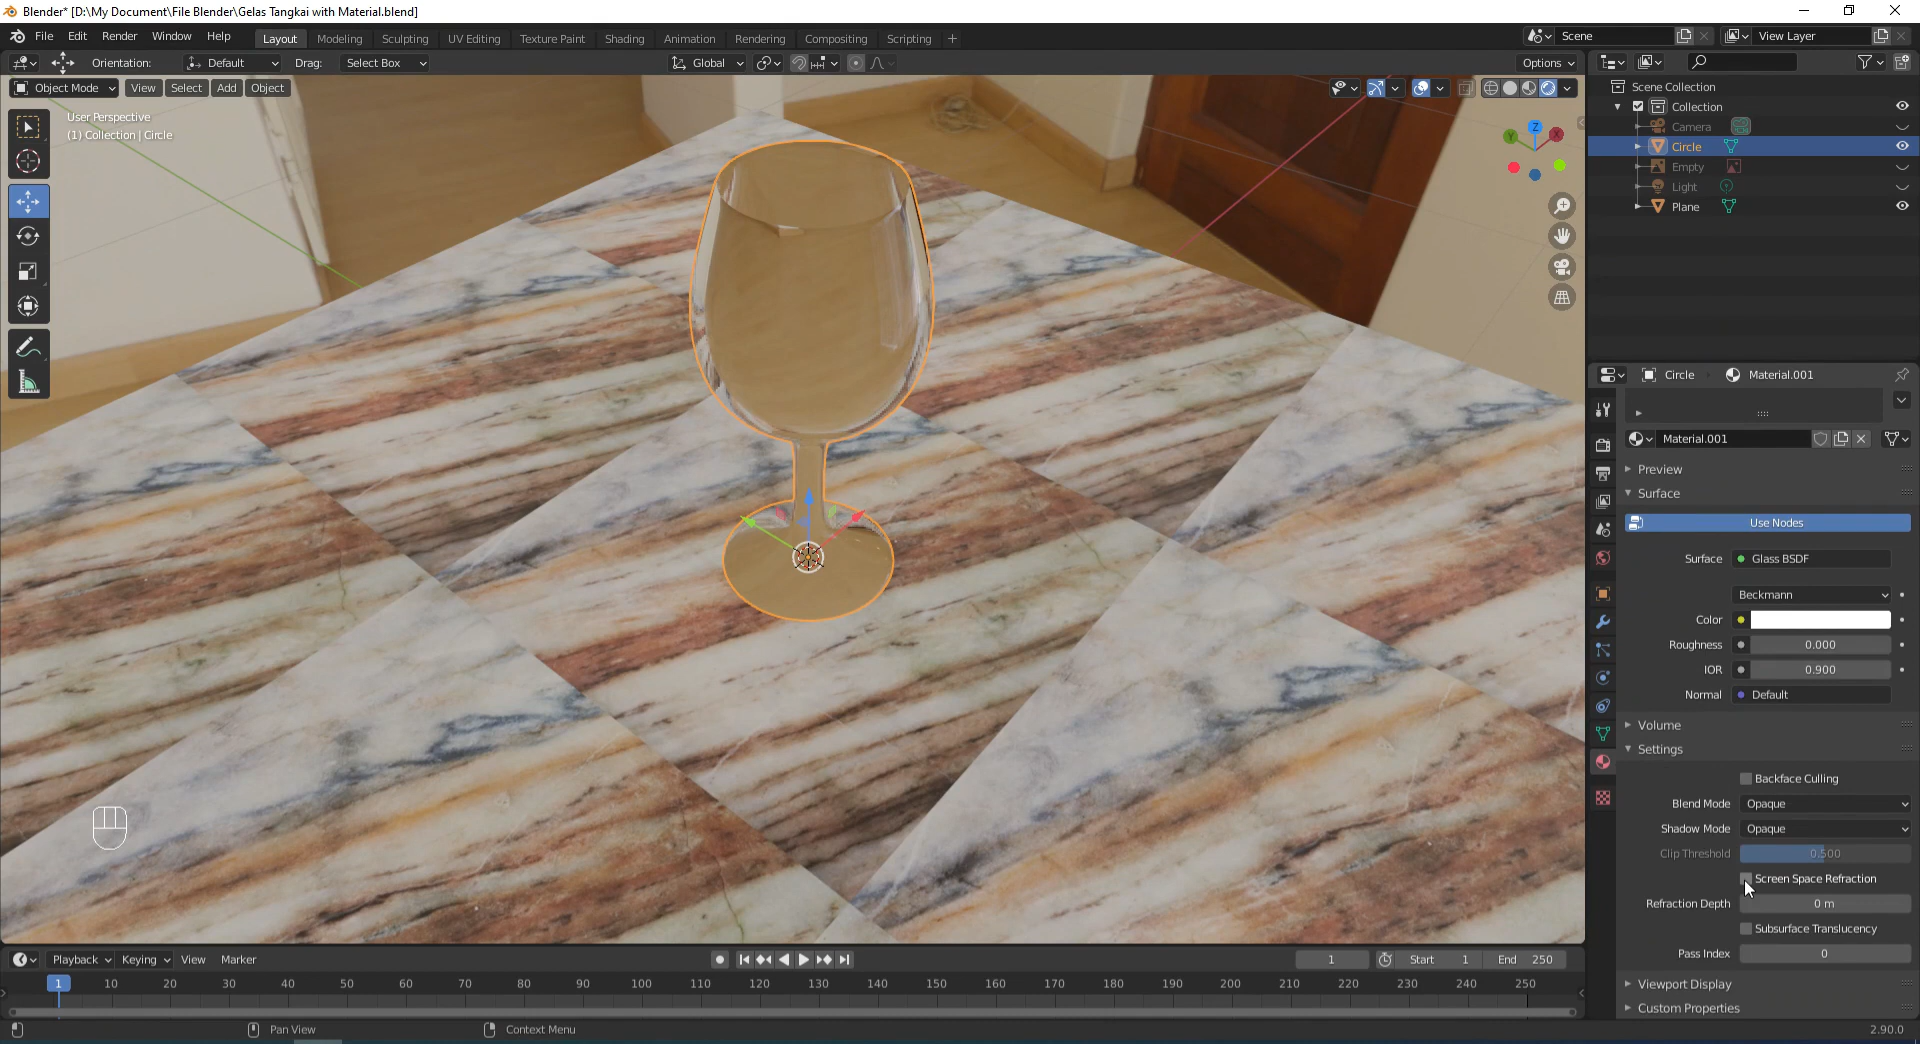 Blender* [D:\My Document\File Blender\Gelas Tangkai with Material.blend]
File Edit Render Window Help Layout Modeling Sculpting UV Editing Texture Paint Shading Animation Rendering Compositing Scripting + Scene View Layer
Orientation: Default Drag: Select Box Global Options
Object Mode View Select Add Object
User Perspective
(1) Collection | Circle
Z
Y
X
Scene Collection
Collection
Camera
Circle
Empty
Light
Plane
Circle Material.001
Material.001
Preview
Surface
Use Nodes
Surface Glass BSDF
Beckmann
Color
Roughness 0.000
IOR 0.900
Normal Default
Volume
Settings
Backface Culling
Blend Mode Opaque
Shadow Mode Opaque
Clip Threshold 0.500
Screen Space Refraction
Refraction Depth 0 m
Subsurface Translucency
Pass Index 0
Viewport Display
Custom Properties
Playback Keying View Marker 1 Start 1 End 250
1 10 20 30 40 50 60 70 80 90 100 110 120 130 140 150 160 170 180 190 200 210 220 230 240 250
Pan View Context Menu 2.90.0